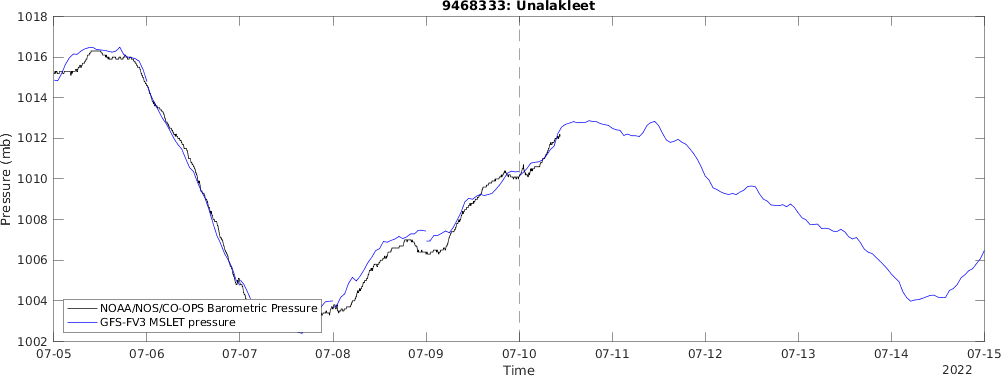 9468333: Unalakleet
1018
1016
1014
1012
1010
1008
1006
1004
1002
Pressure (mb)
NOAA/NOS/CO-OPS Barometric Pressure
GFS-FV3 MSLET pressure
07-05 07-06 07-07 07-08 07-09 07-10 07-11 07-12 07-13 07-14 07-15
Time
2022